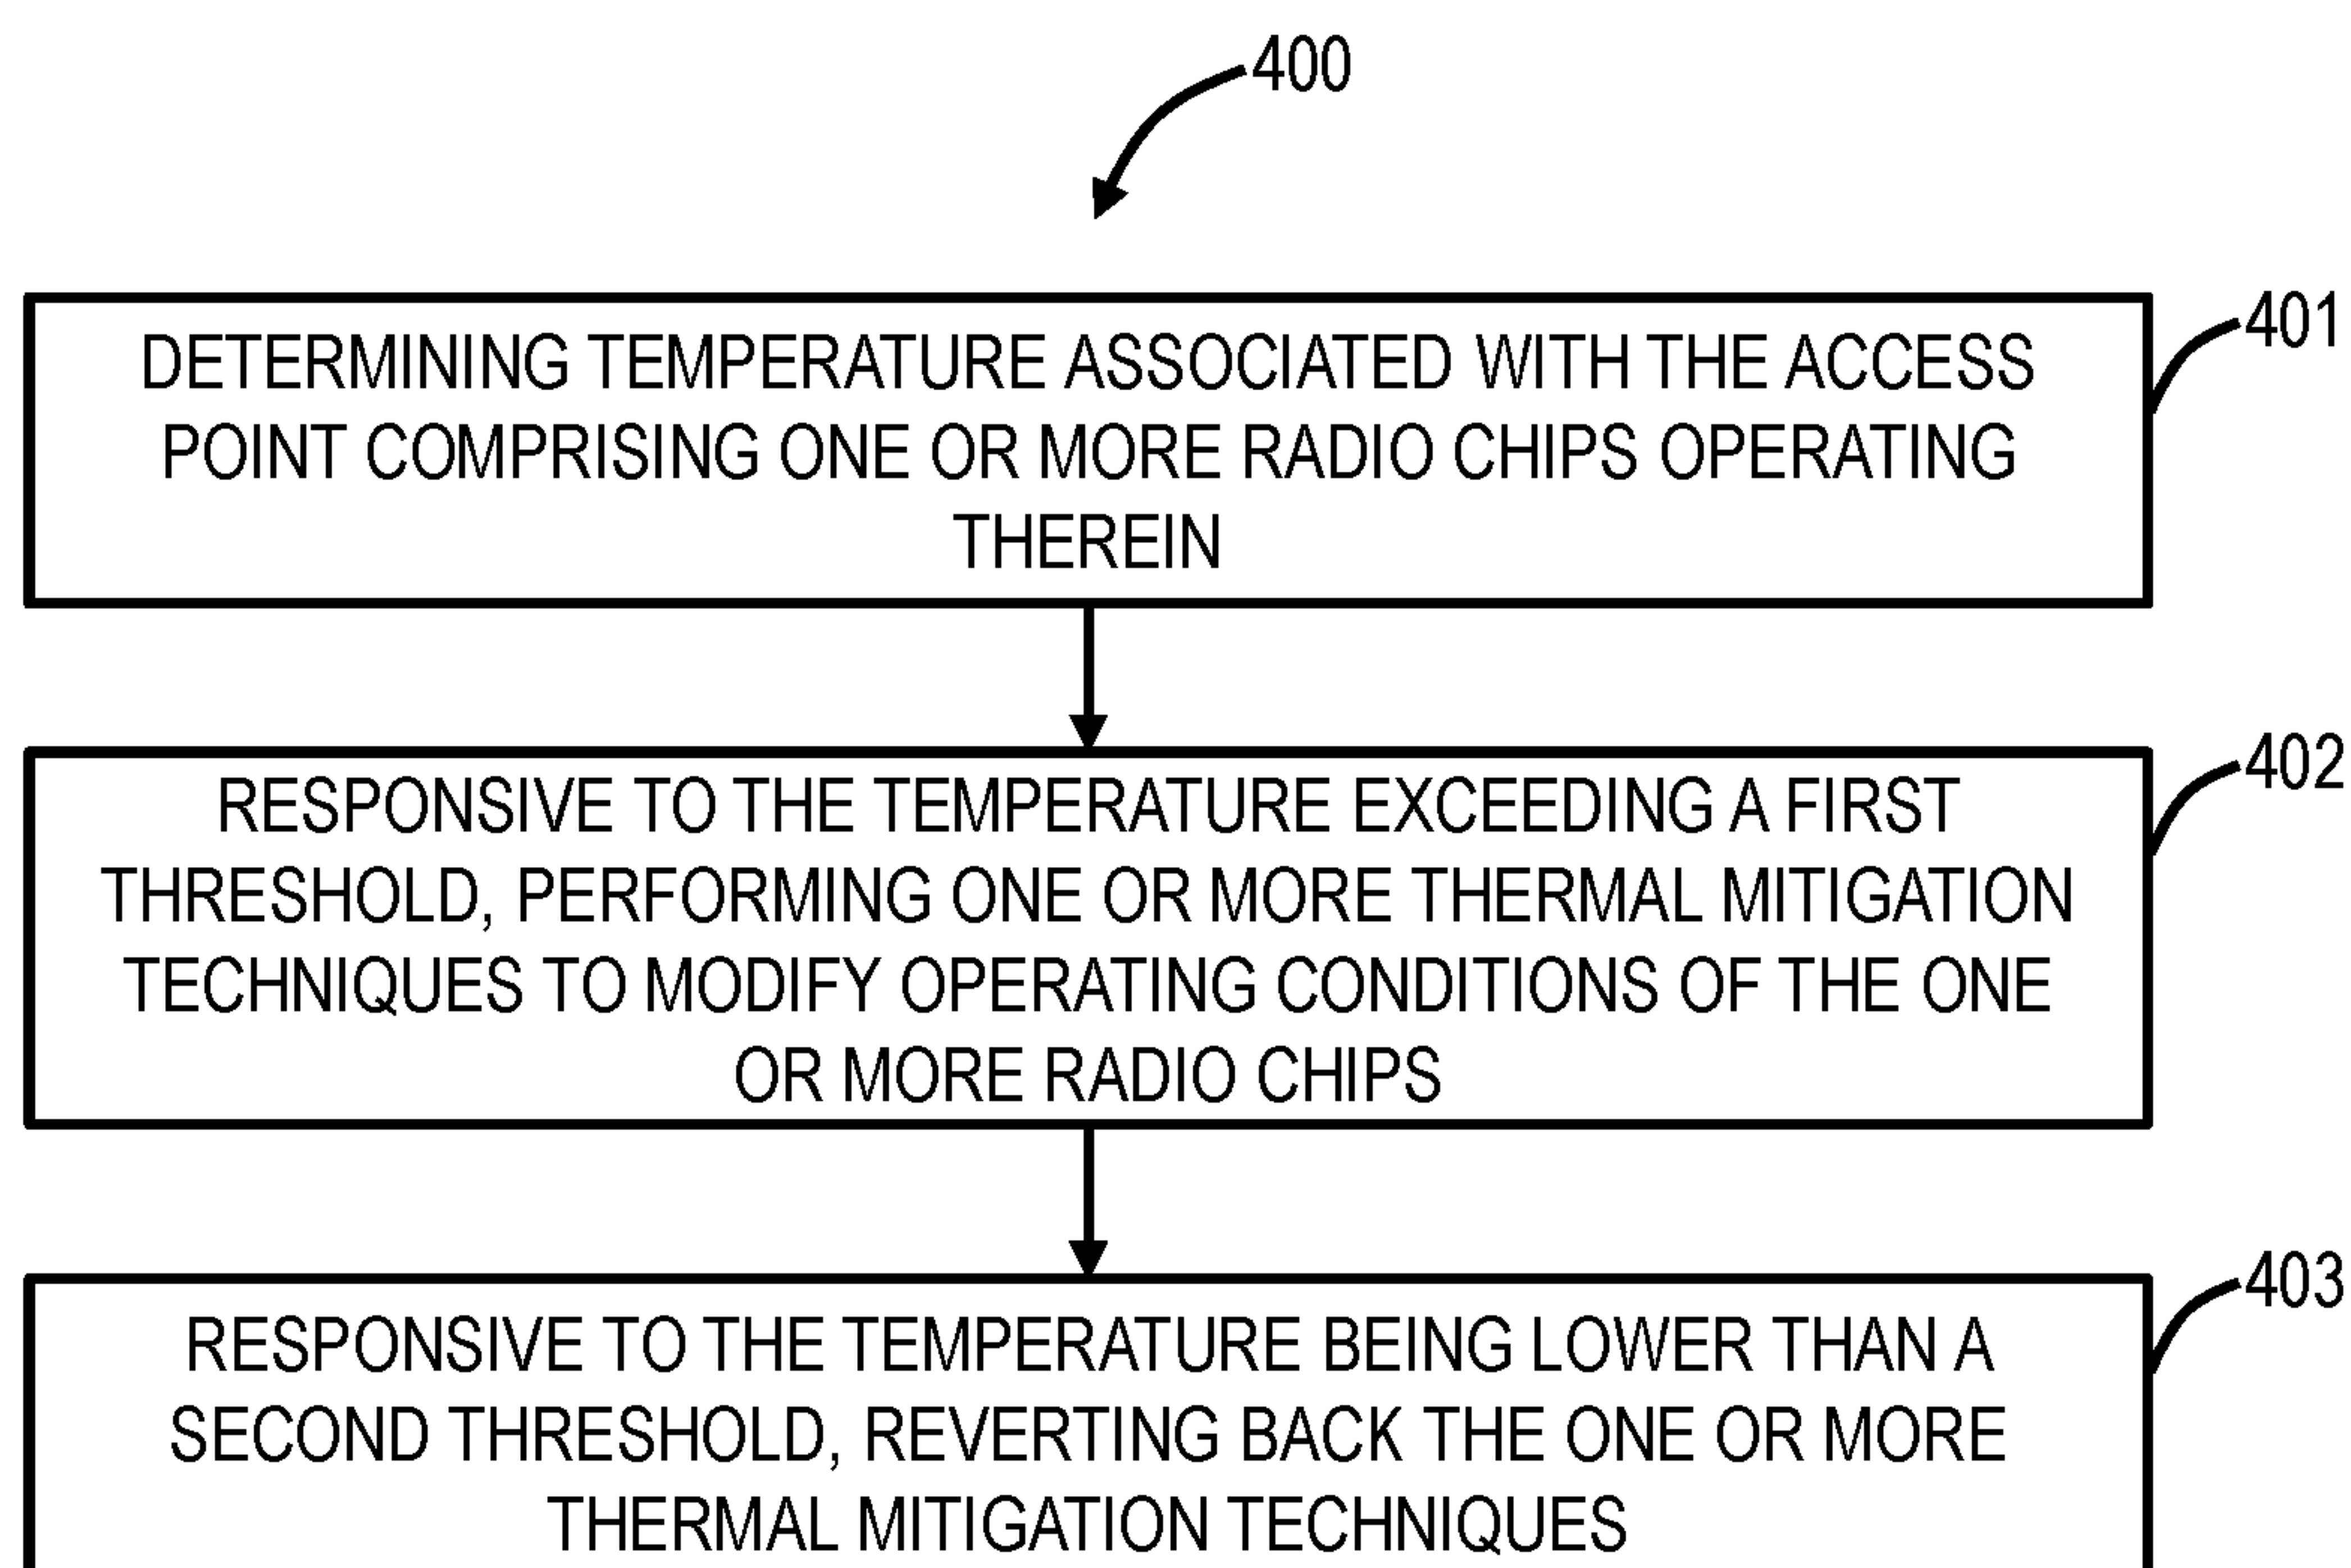 400
401
DETERMINING TEMPERATURE ASSOCIATED WITH THE ACCESS
POINT COMPRISING ONE OR MORE RADIO CHIPS OPERATING
THEREIN
402
RESPONSIVE TO THE TEMPERATURE EXCEEDING A FIRST
THRESHOLD, PERFORMING ONE OR MORE THERMAL MITIGATION
TECHNIQUES TO MODIFY OPERATING CONDITIONS OF THE ONE
OR MORE RADIO CHIPS
403
RESPONSIVE TO THE TEMPERATURE BEING LOWER THAN A
SECOND THRESHOLD, REVERTING BACK THE ONE OR MORE
THERMAL MITIGATION TECHNIQUES